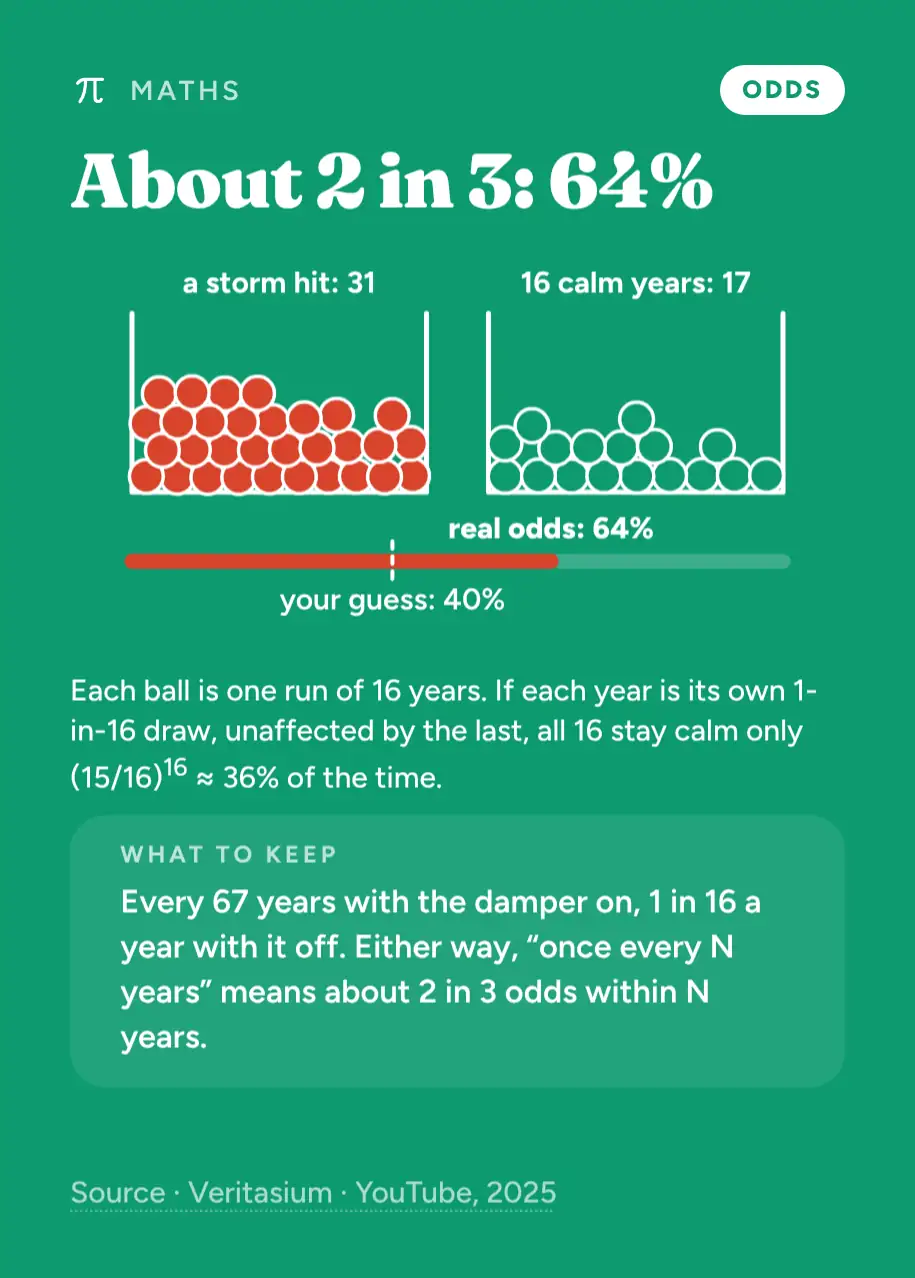 π MATHS
ODDS
About 2 in 3: 64%
a storm hit: 31
16 calm years: 17
real odds: 64%
your guess: 40%
Each ball is one run of 16 years. If each year is its own 1-
in-16 draw, unaffected by the last, all 16 stay calm only
(15/16)¹⁶ ≈ 36% of the time.
WHAT TO KEEP
Every 67 years with the damper on, 1 in 16 a
year with it off. Either way, “once every N
years” means about 2 in 3 odds within N
years.
Source · Veritasium · YouTube, 2025